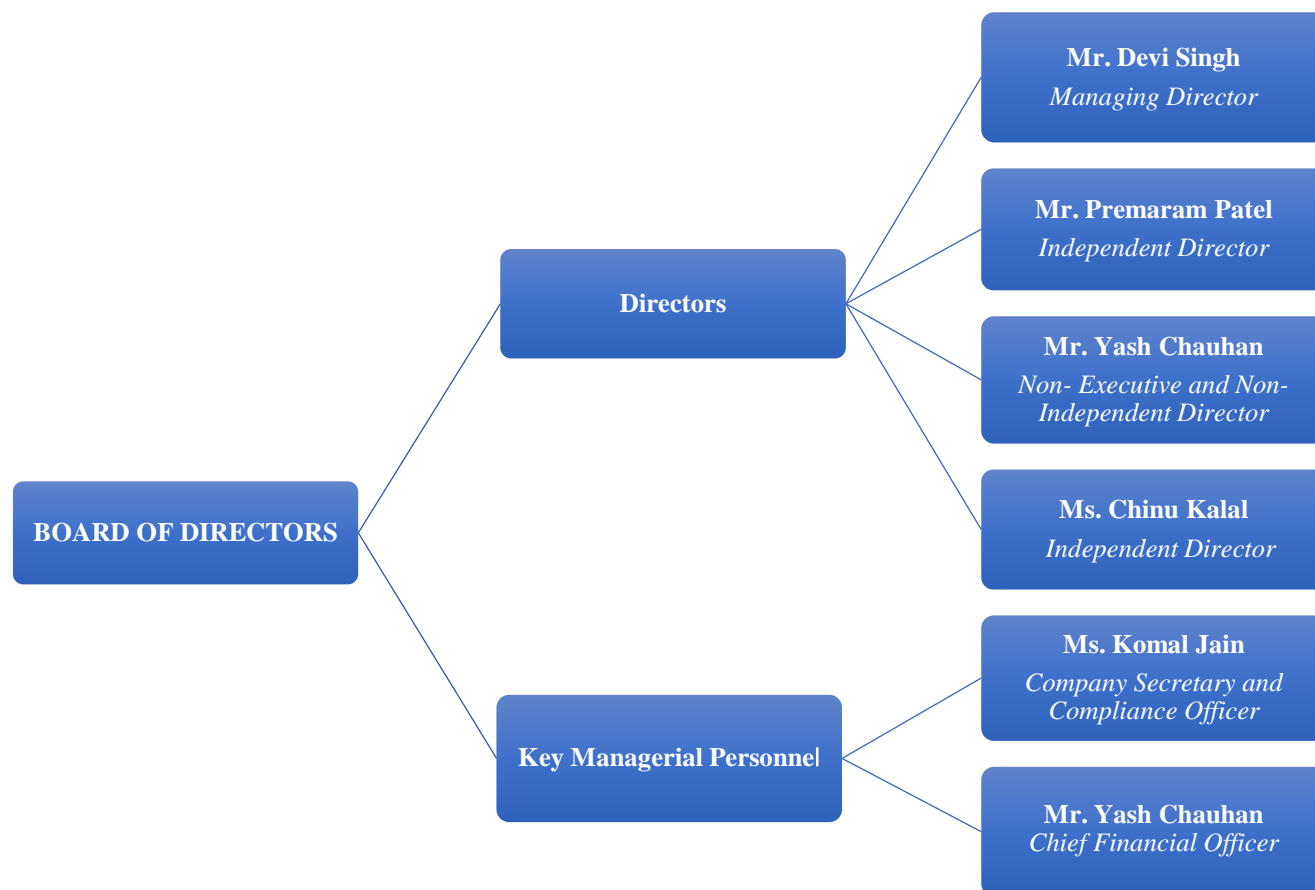 Mr. Devi Singh
Managing Director
Mr. Premaram Patel
Independent Director
Directors
Mr. Yash Chauhan
Non- Executive and Non-
Independent Director
Ms. Chinu Kalal
Independent Director
BOARD OF DIRECTORS
Ms. Komal Jain
Company Secretary and
Compliance Officer
Key Managerial Personnel
Mr. Yash Chauhan
Chief Financial Officer